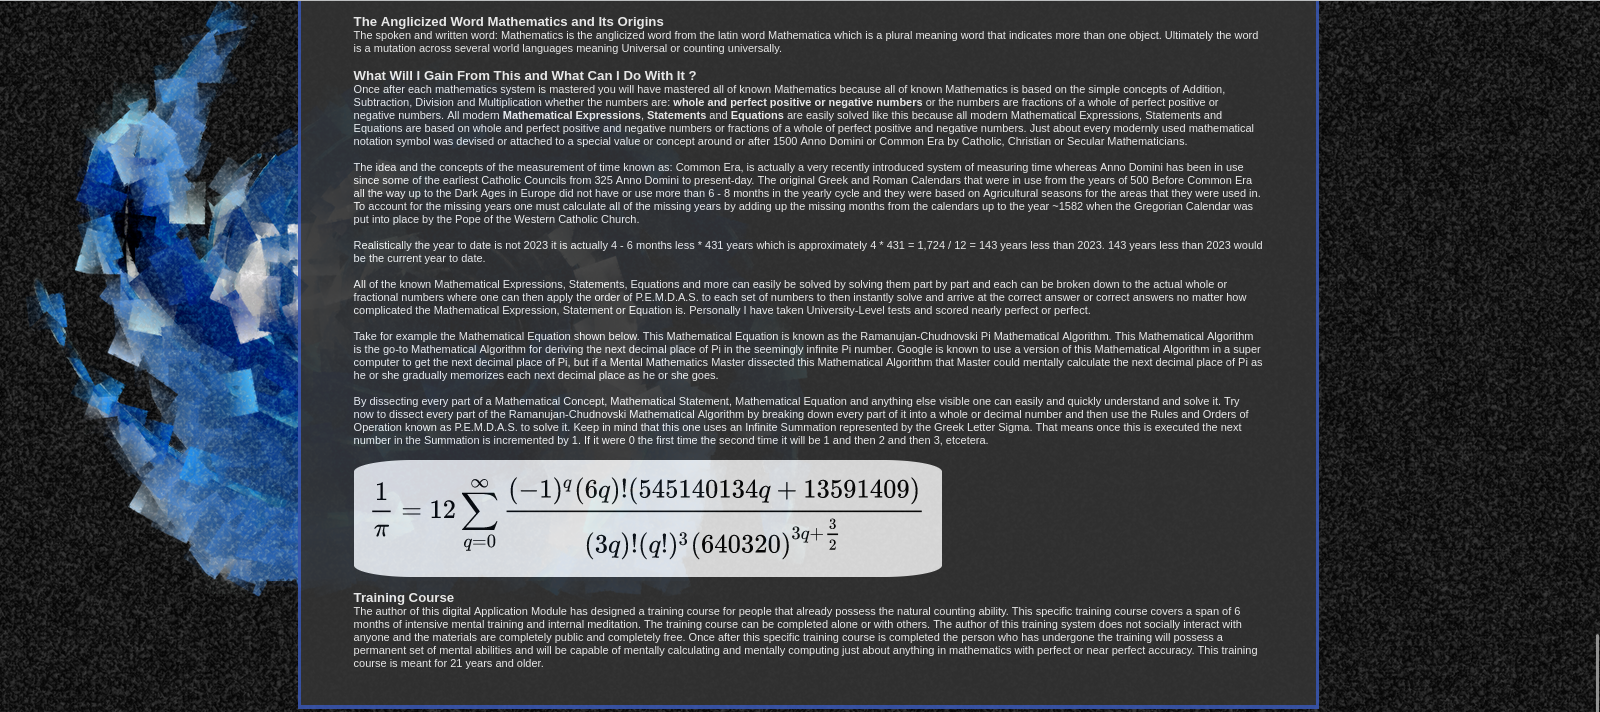 The Anglicized Word Mathematics and Its Origins
The spoken and written word: Mathematics is the anglicized word from the latin word Mathematica which is a plural meaning word that indicates more than one object. Ultimately the word
is a mutation across several world languages meaning Universal or counting universally.
What Will I Gain From This and What Can I Do With It ?
Once after each mathematics system is mastered you will have mastered all of known Mathematics because all of known Mathematics is based on the simple concepts of Addition,
Subtraction, Division and Multiplication whether the numbers are: whole and perfect positive or negative numbers or the numbers are fractions of a whole of perfect positive or
negative numbers. All modern Mathematical Expressions, Statements and Equations are easily solved like this because all modern Mathematical Expressions, Statements and
Equations are based on whole and perfect positive and negative numbers or fractions of a whole of perfect positive and negative numbers. Just about every modernly used mathematical
notation symbol was devised or attached to a special value or concept around or after 1500 Anno Domini or Common Era by Catholic, Christian or Secular Mathematicians.
The idea and the concepts of the measurement of time known as: Common Era, is actually a very recently introduced system of measuring time whereas Anno Domini has been in use
since some of the earliest Catholic Councils from 325 Anno Domini to present-day. The original Greek and Roman Calendars that were in use from the years of 500 Before Common Era
all the way up to the Dark Ages in Europe did not have or use more than 6 - 8 months in the yearly cycle and they were based on Agricultural seasons for the areas that they were used in.
To account for the missing years one must calculate all of the missing years by adding up the missing months from the calendars up to the year ~1582 when the Gregorian Calendar was
put into place by the Pope of the Western Catholic Church.
Realistically the year to date is not 2023 it is actually 4 - 6 months less * 431 years which is approximately 4 * 431 = 1,724 / 12 = 143 years less than 2023. 143 years less than 2023 would
be the current year to date.
All of the known Mathematical Expressions, Statements, Equations and more can easily be solved by solving them part by part and each can be broken down to the actual whole or
fractional numbers where one can then apply the order of P.E.M.D.A.S. to each set of numbers to then instantly solve and arrive at the correct answer or correct answers no matter how
complicated the Mathematical Expression, Statement or Equation is. Personally I have taken University-Level tests and scored nearly perfect or perfect.
Take for example the Mathematical Equation shown below. This Mathematical Equation is known as the Ramanujan-Chudnovski Pi Mathematical Algorithm. This Mathematical Algorithm
is the go-to Mathematical Algorithm for deriving the next decimal place of Pi in the seemingly infinite Pi number. Google is known to use a version of this Mathematical Algorithm in a super
computer to get the next decimal place of Pi, but if a Mental Mathematics Master dissected this Mathematical Algorithm that Master could mentally calculate the next decimal place of Pi as
he or she gradually memorizes each next decimal place as he or she goes.
By dissecting every part of a Mathematical Concept, Mathematical Statement, Mathematical Equation and anything else visible one can easily and quickly understand and solve it. Try
now to dissect every part of the Ramanujan-Chudnovski Mathematical Algorithm by breaking down every part of it into a whole or decimal number and then use the Rules and Orders of
Operation known as P.E.M.D.A.S. to solve it. Keep in mind that this one uses an Infinite Summation represented by the Greek Letter Sigma. That means once this is executed the next
number in the Summation is incremented by 1. If it were 0 the first time the second time it will be 1 and then 2 and then 3, etcetera.
1/π = 12 ∑_{q=0}^{∞} (−1)^q (6q)!(545140134q + 13591409) / (3q)!(q!)^3 (640320)^{3q+3/2}
Training Course
The author of this digital Application Module has designed a training course for people that already possess the natural counting ability. This specific training course covers a span of 6
months of intensive mental training and internal meditation. The training course can be completed alone or with others. The author of this training system does not socially interact with
anyone and the materials are completely public and completely free. Once after this specific training course is completed the person who has undergone the training will possess a
permanent set of mental abilities and will be capable of mentally calculating and mentally computing just about anything in mathematics with perfect or near perfect accuracy. This training
course is meant for 21 years and older.